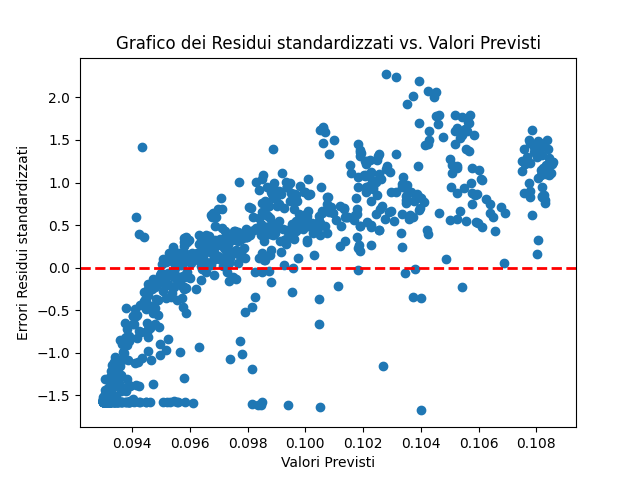 Grafico dei Residui standardizzati vs. Valori Previsti
Errori Residui standardizzati
2.0
1.5
1.0
0.5
0.0
−0.5
−1.0
−1.5
0.094 0.096 0.098 0.100 0.102 0.104 0.106 0.108
Valori Previsti